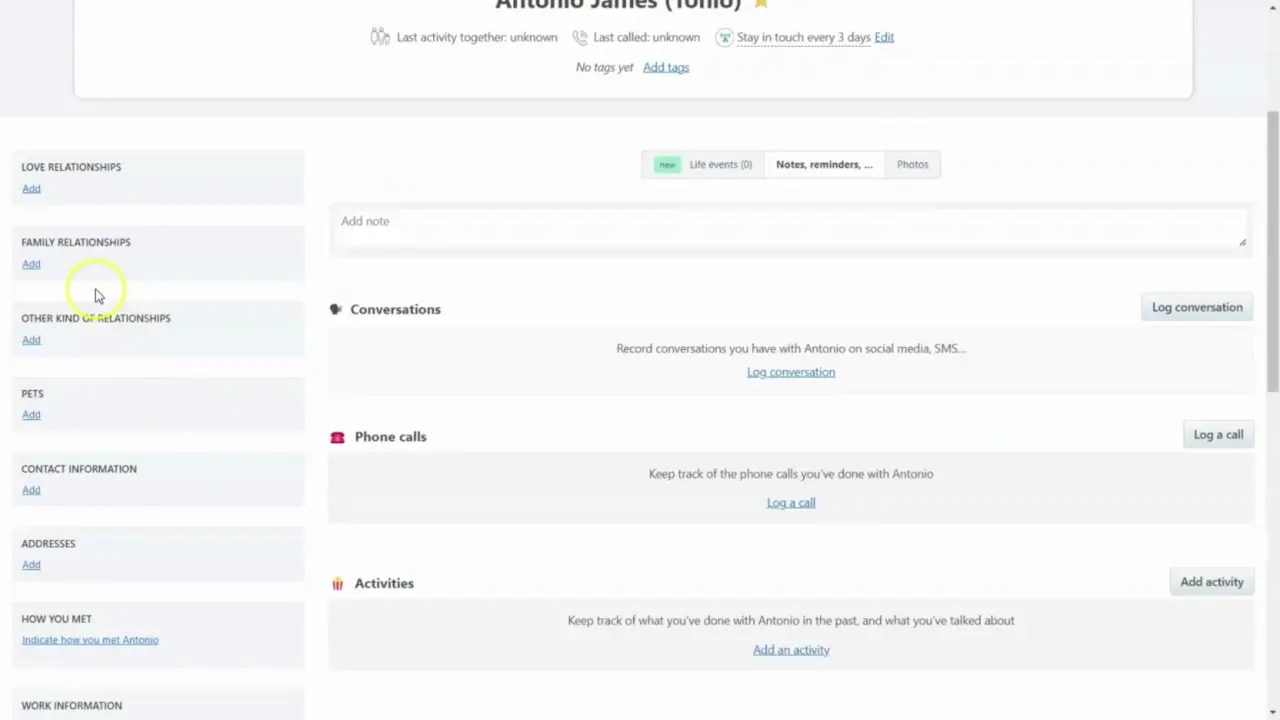 Antonio James (Tonio)
Last activity together: unknown Last called: unknown Stay in touch every 3 days Edit
No tags yet Add tags
LOVE RELATIONSHIPS
Add
FAMILY RELATIONSHIPS
Add
OTHER KIND OF RELATIONSHIPS
Add
PETS
Add
CONTACT INFORMATION
Add
ADDRESSES
Add
HOW YOU MET
Indicate how you met Antonio
WORK INFORMATION
new Life events (0) Notes, reminders, ... Photos
Add note
Conversations Log conversation
Record conversations you have with Antonio on social media, SMS...
Log conversation
Phone calls Log a call
Keep track of the phone calls you've done with Antonio
Log a call
Activities Add activity
Keep track of what you've done with Antonio in the past, and what you've talked about
Add an activity